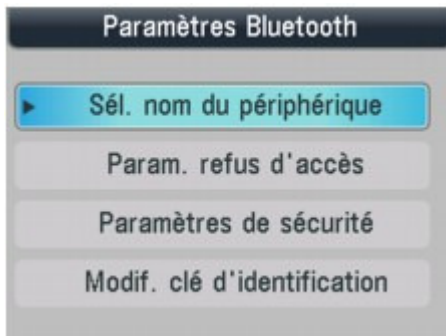 Paramètres Bluetooth
Sél. nom du périphérique
Param. refus d'accès
Paramètres de sécurité
Modif. clé d'identification